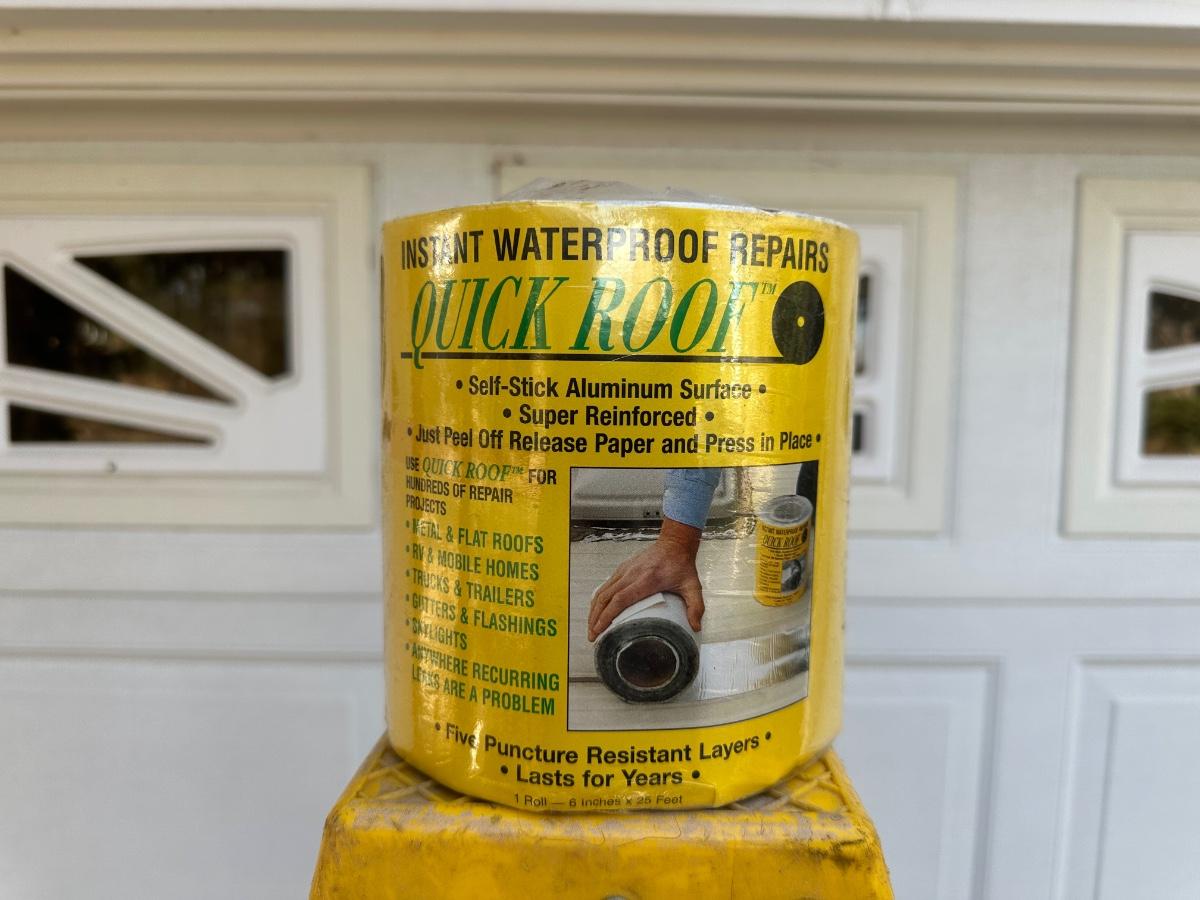 INSTANT WATERPROOF REPAIRS
QUICK ROOF™
• Self-Stick Aluminum Surface •
• Super Reinforced •
• Just Peel Off Release Paper and Press in Place •
USE QUICK ROOF™ FOR
HUNDREDS OF REPAIR
PROJECTS
• METAL & FLAT ROOFS
• RV & MOBILE HOMES
• TRUCKS & TRAILERS
• GUTTERS & FLASHINGS
• SKYLIGHTS
• ANYWHERE RECURRING
LEAKS ARE A PROBLEM
INSTANT WATERPROOF
QUICK ROOF
• Five Puncture Resistant Layers •
• Lasts for Years •
1 Roll — 6 Inches x 25 Feet